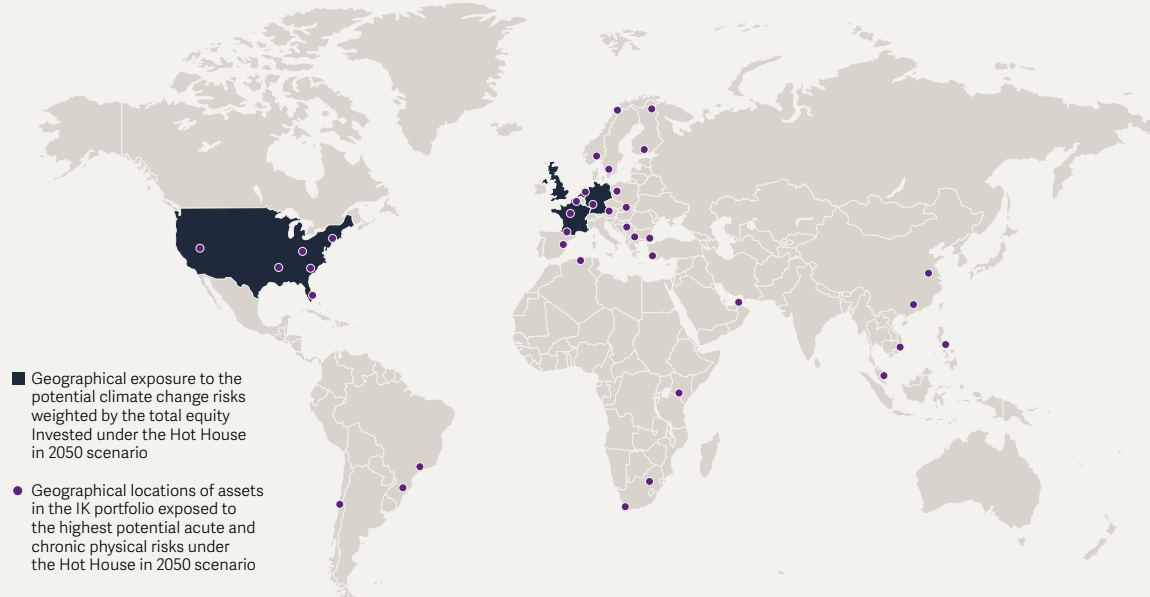 Geographical exposure to the
potential climate change risks
weighted by the total equity
Invested under the Hot House
in 2050 scenario
Geographical locations of assets
in the IK portfolio exposed to
the highest potential acute and
chronic physical risks under
the Hot House in 2050 scenario